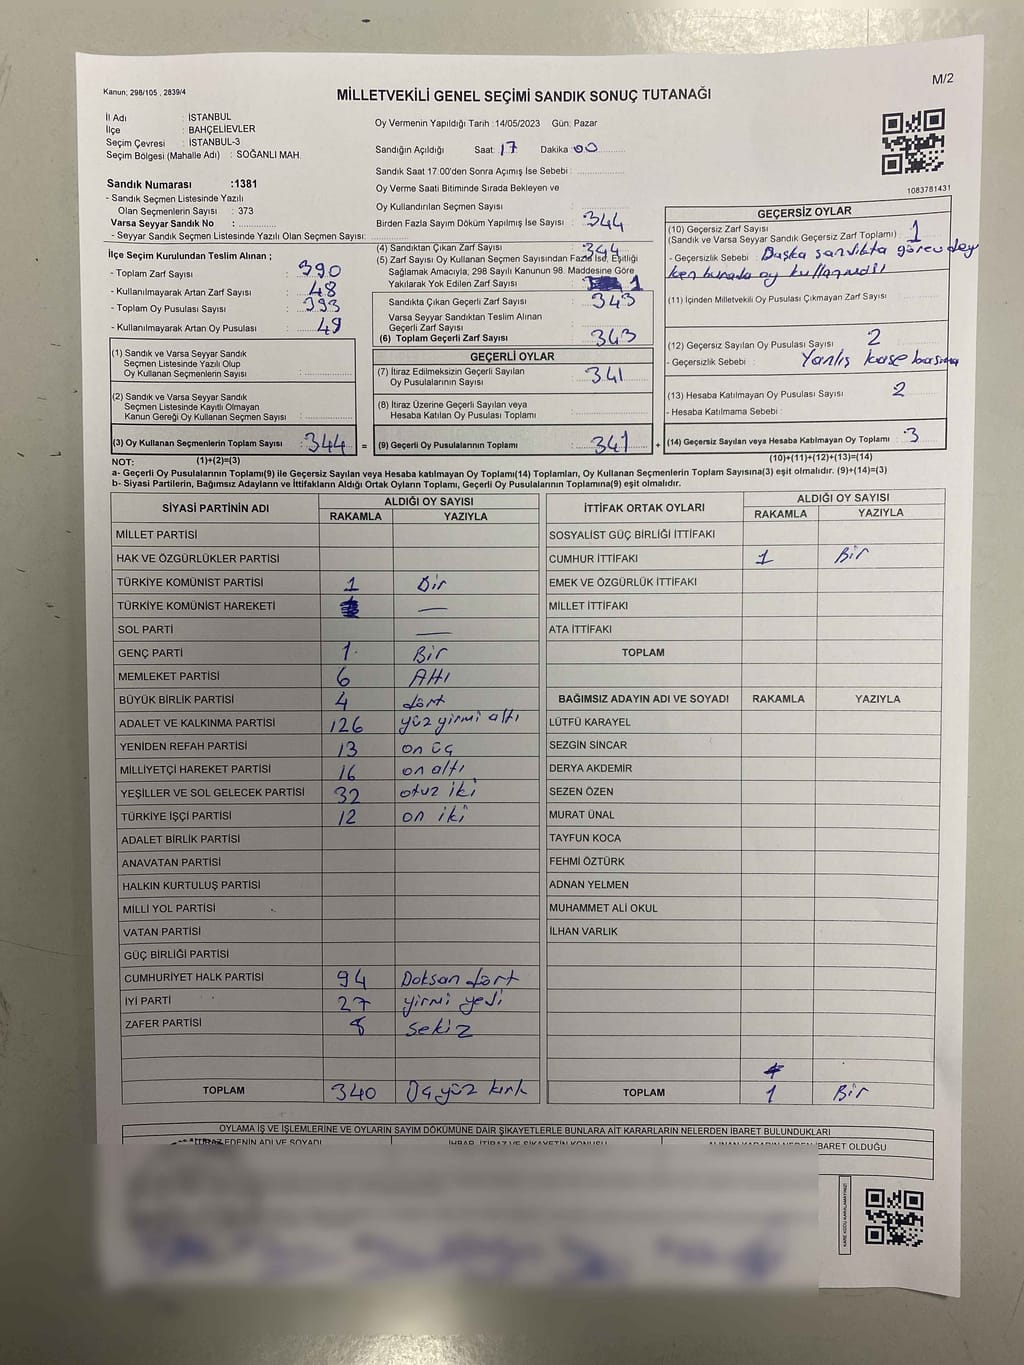 M/2
Kanun; 298/105 , 2839/4
MİLLETVEKİLİ GENEL SEÇİMİ SANDIK SONUÇ TUTANAĞI
İl Adı : İSTANBUL
İlçe : BAHÇELİEVLER
Seçim Çevresi : İSTANBUL-3
Seçim Bölgesi (Mahalle Adı) : SOĞANLI MAH.
Sandık Numarası :1381
- Sandık Seçmen Listesinde Yazılı
Olan Seçmenlerin Sayısı : 373
Varsa Seyyar Sandık No :
- Seyyar Sandık Seçmen Listesinde Yazılı Olan Seçmen Sayısı:
Oy Vermenin Yapıldığı Tarih :14/05/2023 Gün: Pazar
Sandığın Açıldığı Saat: 17 Dakika: 00
Sandık Saat 17:00'den Sonra Açımış İse Sebebi :
Oy Verme Saati Bitiminde Sırada Bekleyen ve
Oy Kullandırılan Seçmen Sayısı :
Birden Fazla Sayım Döküm Yapılmış İse Sayısı : 344
1083781431
İlçe Seçim Kurulundan Teslim Alınan ;
- Toplam Zarf Sayısı : 390
- Kullanılmayarak Artan Zarf Sayısı : 48
- Toplam Oy Pusulası Sayısı : 393
- Kullanılmayarak Artan Oy Pusulası : 49
(4) Sandıktan Çıkan Zarf Sayısı : 344
(5) Zarf Sayısı Oy Kullanan Seçmen Sayısından Fazla İse, Eşitliği
Sağlamak Amacıyla, 298 Sayılı Kanunun 98. Maddesine Göre
Yakılarak Yok Edilen Zarf Sayısı : 1
Sandıkta Çıkan Geçerli Zarf Sayısı : 343
Varsa Seyyar Sandıktan Teslim Alınan
Geçerli Zarf Sayısı :
(6) Toplam Geçerli Zarf Sayısı : 343
GEÇERSİZ OYLAR
(10) Geçersiz Zarf Sayısı
(Sandık ve Varsa Seyyar Sandık Geçersiz Zarf Toplamı) : 1
- Geçersizlik Sebebi : Başka sandıkta görevdey
ken burada oy kullanıldı
(11) İçinden Milletvekili Oy Pusulası Çıkmayan Zarf Sayısı :
(12) Geçersiz Sayılan Oy Pusulası Sayısı : 2
- Geçersizlik Sebebi : Yanlış kaşe basımı
(13) Hesaba Katılmayan Oy Pusulası Sayısı : 2
- Hesaba Katılmama Sebebi :
(14) Geçersiz Sayılan veya Hesaba Katılmayan Oy Toplamı : 3
(10)+(11)+(12)+(13)=(14)
(1) Sandık ve Varsa Seyyar Sandık
Seçmen Listesinde Yazılı Olup
Oy Kullanan Seçmenlerin Sayısı :
(2) Sandık ve Varsa Seyyar Sandık
Seçmen Listesinde Kayıtlı Olmayan
Kanun Gereği Oy Kullanan Seçmen Sayısı :
(3) Oy Kullanan Seçmenlerin Toplam Sayısı : 344 =
(1)+(2)=(3)
GEÇERLİ OYLAR
(7) İtiraz Edilmeksizin Geçerli Sayılan
Oy Pusulalarının Sayısı : 341
(8) İtiraz Üzerine Geçerli Sayılan veya
Hesaba Katılan Oy Pusulası Toplamı :
(9) Geçerli Oy Pusulalarının Toplamı : 341 +
NOT:
a- Geçerli Oy Pusulalarının Toplamı(9) ile Geçersiz Sayılan veya Hesaba katılmayan Oy Toplamı(14) Toplamları, Oy Kullanan Seçmenlerin Toplam Sayısına(3) eşit olmalıdır. (9)+(14)=(3)
b- Siyasi Partilerin, Bağımsız Adayların ve İttifakların Aldığı Ortak Oyların Toplamı, Geçerli Oy Pusulalarının Toplamına(9) eşit olmalıdır.
SİYASİ PARTİNİN ADI ALDIĞI OY SAYISI
RAKAMLA YAZIYLA
MİLLET PARTİSİ
HAK VE ÖZGÜRLÜKLER PARTİSİ
TÜRKİYE KOMÜNİST PARTİSİ 1 Bir
TÜRKİYE KOMÜNİST HAREKETİ —
SOL PARTİ —
GENÇ PARTİ 1 Bir
MEMLEKET PARTİSİ 6 Altı
BÜYÜK BİRLİK PARTİSİ 4 dört
ADALET VE KALKINMA PARTİSİ 126 yüz yirmi altı
YENİDEN REFAH PARTİSİ 13 on üç
MİLLİYETÇİ HAREKET PARTİSİ 16 on altı
YEŞİLLER VE SOL GELECEK PARTİSİ 32 otuz iki
TÜRKİYE İŞÇİ PARTİSİ 12 on iki
ADALET BİRLİK PARTİSİ
ANAVATAN PARTİSİ
HALKIN KURTULUŞ PARTİSİ
MİLLİ YOL PARTİSİ
VATAN PARTİSİ
GÜÇ BİRLİĞİ PARTİSİ
CUMHURİYET HALK PARTİSİ 94 Doksan dört
İYİ PARTİ 27 yirmi yedi
ZAFER PARTİSİ 8 sekiz
TOPLAM 340 Üç yüz kırk
İTTİFAK ORTAK OYLARI ALDIĞI OY SAYISI
RAKAMLA YAZIYLA
SOSYALİST GÜÇ BİRLİĞİ İTTİFAKI
CUMHUR İTTİFAKI 1 Bir
EMEK VE ÖZGÜRLÜK İTTİFAKI
MİLLET İTTİFAKI
ATA İTTİFAKI
TOPLAM
BAĞIMSIZ ADAYIN ADI VE SOYADI RAKAMLA YAZIYLA
LÜTFÜ KARAYEL
SEZGİN SİNCAR
DERYA AKDEMİR
SEZEN ÖZEN
MURAT ÜNAL
TAYFUN KOCA
FEHMİ ÖZTÜRK
ADNAN YELMEN
MUHAMMET ALİ OKUL
İLHAN VARLIK
TOPLAM 1 Bir
OYLAMA İŞ VE İŞLEMLERİNE VE OYLARIN SAYIM DÖKÜMÜNE DAİR ŞİKAYETLERLE BUNLARA AİT KARARLARIN NELERDEN İBARET BULUNDUKLARI
İTİRAZ EDENİN ADI VE SOYADI İHBAR, İTİRAZ VE ŞİKAYETİN KONUSU ALINAN KARARIN NEDEN İBARET OLDUĞU
KARE KODU KARALAMAYINIZ!